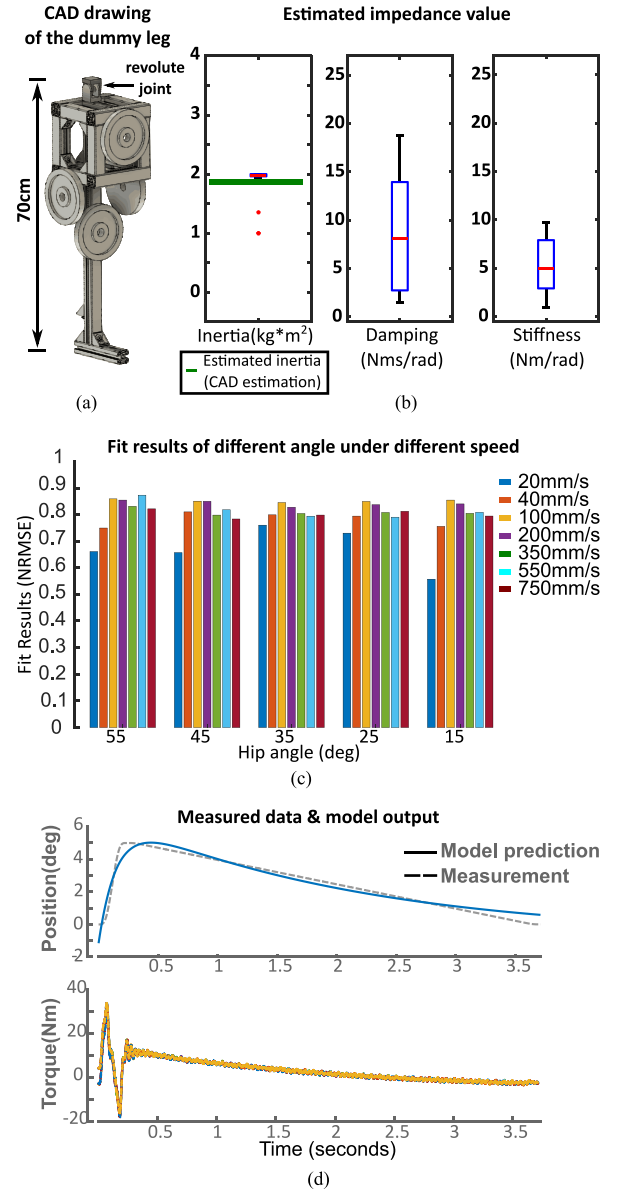 CAD drawing
of the dummy leg
revolute
joint
70cm
(a)
Estimated impedance value
4
3
2
1
0
Inertia(kg*m²)
Estimated inertia
(CAD estimation)
25
20
15
10
5
0
Damping
(Nms/rad)
25
20
15
10
5
0
Stiffness
(Nm/rad)
(b)
Fit results of different angle under different speed
Fit Results (NRMSE)
1
0.9
0.8
0.7
0.6
0.5
0.4
0.3
0.2
0.1
0
55 45 35 25 15
Hip angle (deg)
20mm/s
40mm/s
100mm/s
200mm/s
350mm/s
550mm/s
750mm/s
(c)
Measured data & model output
Position(deg)
6
4
2
0
-2
Model prediction
Measurement
0.5 1 1.5 2 2.5 3 3.5
Torque(Nm)
40
20
0
-20
0.5 1 1.5 2 2.5 3 3.5
Time (seconds)
(d)